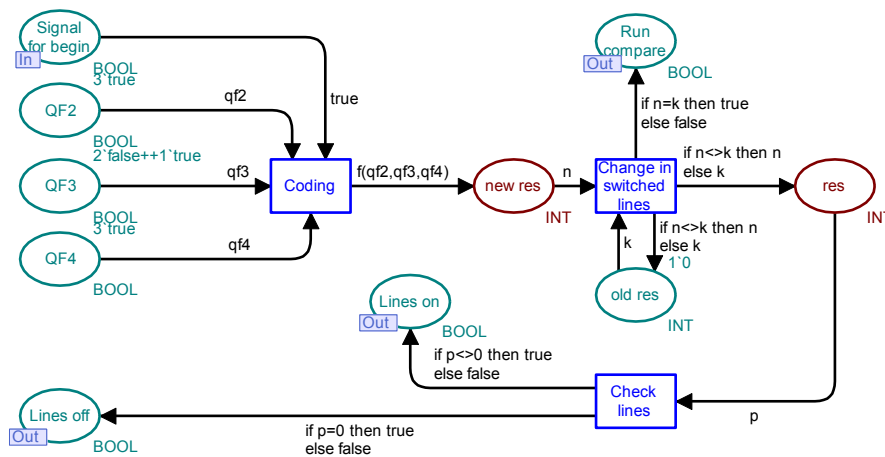 Signal
for begin
In
BOOL
3`true
QF2
BOOL
2`false++1`true
QF3
BOOL
3`true
QF4
BOOL
true
qf2
qf3
qf4
Coding
f(qf2,qf3,qf4)
new res
INT
n
Change in
switched
lines
Run
compare
Out
BOOL
if n=k then true
else false
if n<>k then n
else k
res
INT
k
if n<>k then n
else k
1`0
old res
INT
Lines on
Out
BOOL
if p<>0 then true
else false
Check
lines
p
Lines off
Out
BOOL
if p=0 then true
else false